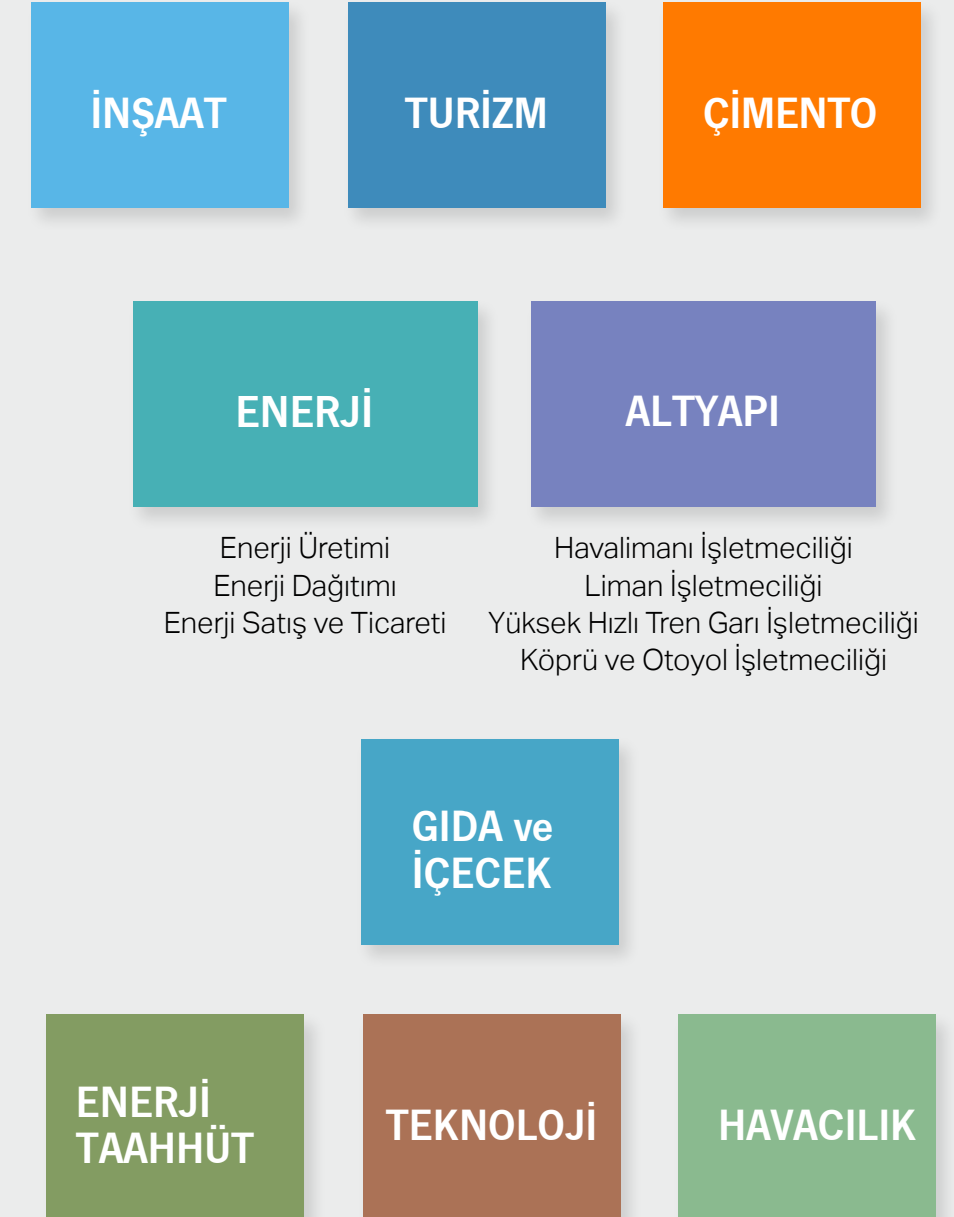 İNŞAAT
TURİZM
ÇİMENTO
ENERJİ
Enerji Üretimi
Enerji Dağıtımı
Enerji Satış ve Ticareti
ALTYAPI
Havalimanı İşletmeciliği
Liman İşletmeciliği
Yüksek Hızlı Tren Garı İşletmeciliği
Köprü ve Otoyol İşletmeciliği
GIDA ve
İÇECEK
ENERJİ
TAAHHÜT
TEKNOLOJİ
HAVACILIK